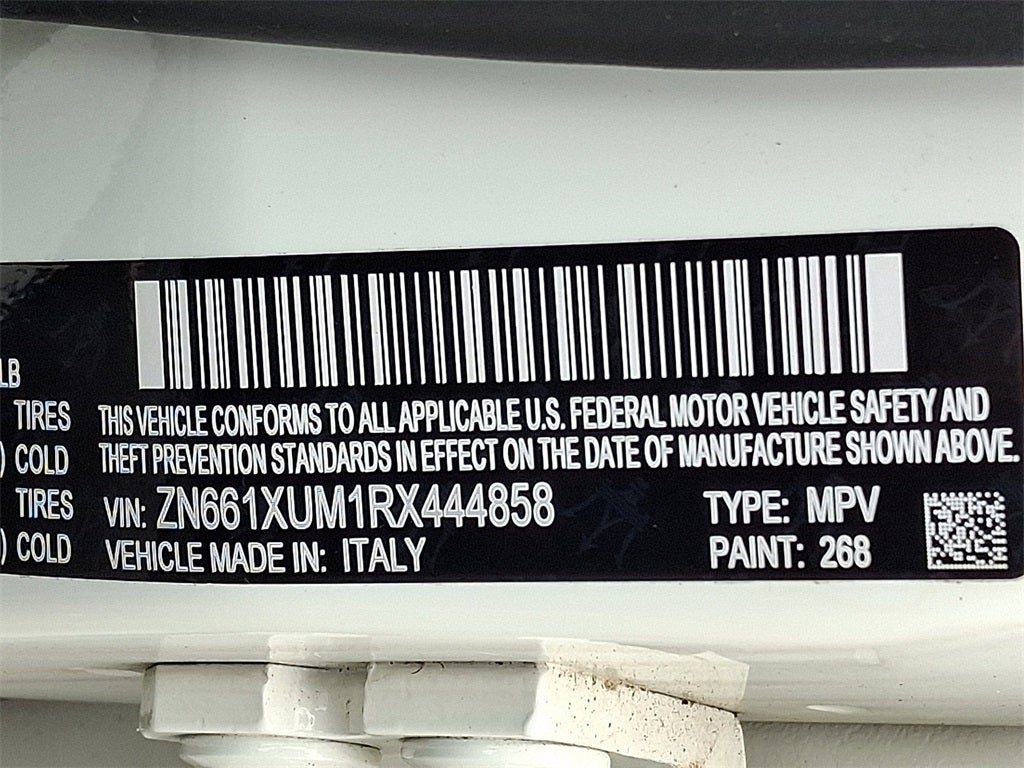 LB
TIRES
) COLD
TIRES
) COLD
THIS VEHICLE CONFORMS TO ALL APPLICABLE U.S. FEDERAL MOTOR VEHICLE SAFETY AND
THEFT PREVENTION STANDARDS IN EFFECT ON THE DATE OF MANUFACTURE SHOWN ABOVE.
VIN: ZN661XUM1RX444858 TYPE: MPV
VEHICLE MADE IN: ITALY PAINT: 268